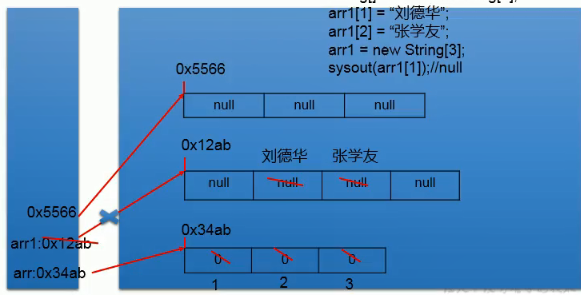 arr1[1] = “刘德华”;
arr1[2] = “张学友”;
arr1 = new String[3];
sysout(arr1[1]);//null
0x5566
null null null
0x12ab
刘德华 张学友
null null null null
0x5566
arr1:0x12ab
0x34ab
arr:0x34ab
0 0 0
1 2 3